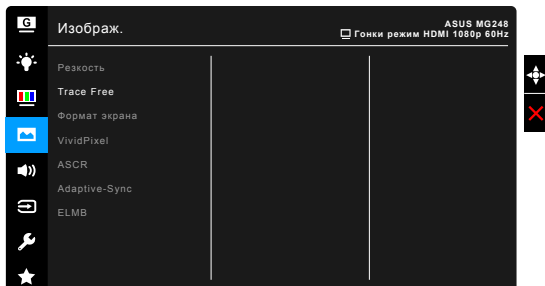 G
Изображ.
ASUS MG248
Гонки режим HDMI 1080p 60Hz
Резкость
Trace Free
Формат экрана
VividPixel
ASCR
Adaptive-Sync
ELMB